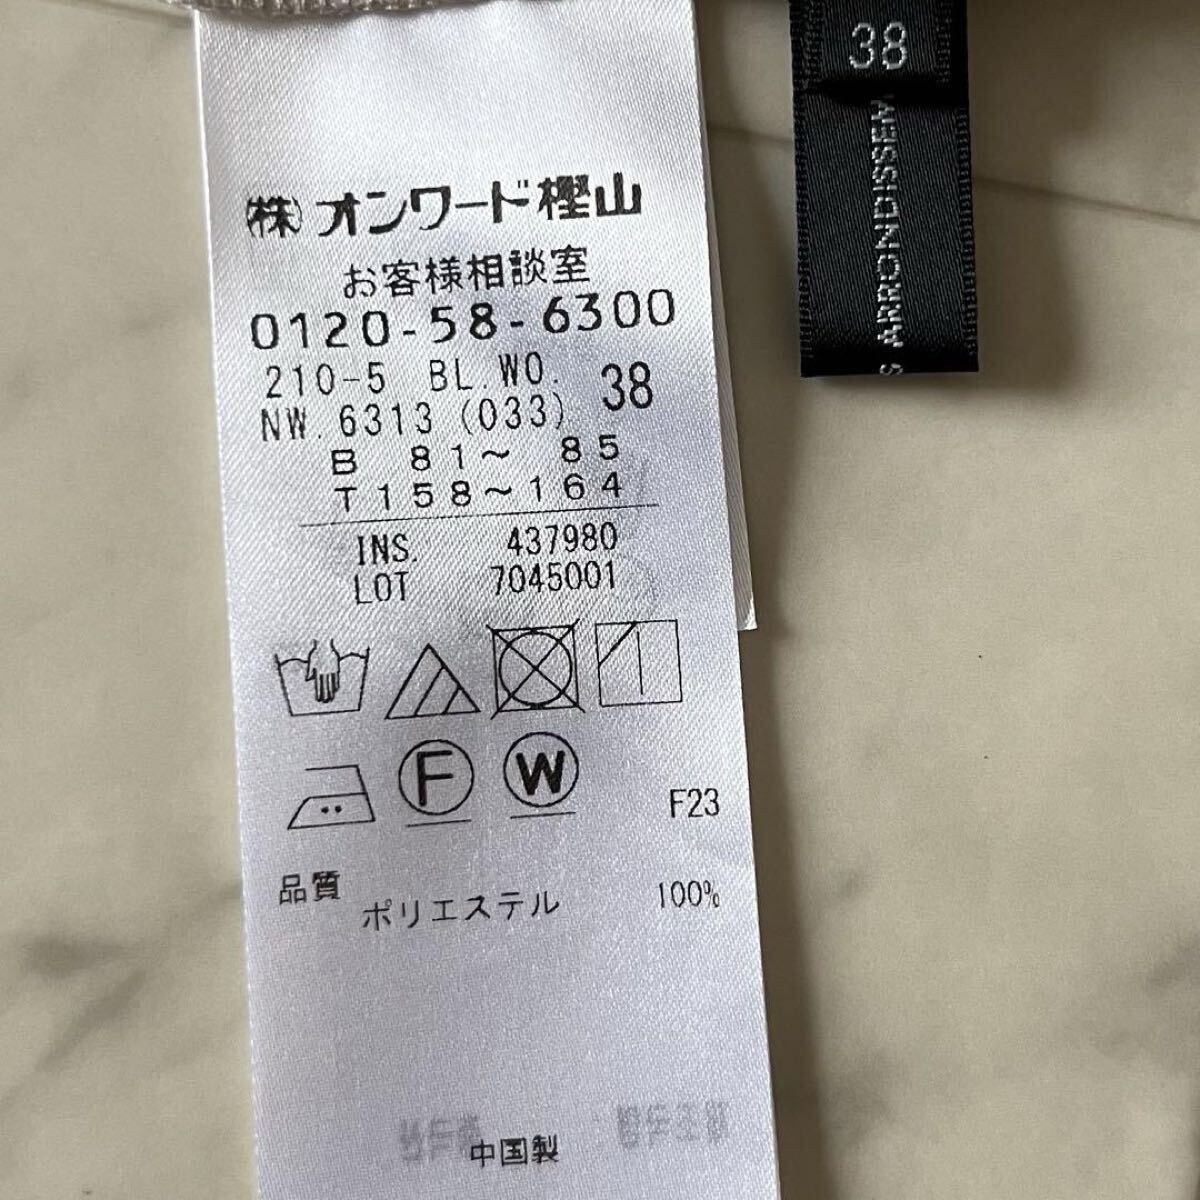 38
(株)オンワード樫山
お客様相談室
0120-58-6300
210-5 BL.WO. 38
NW.6313 (033)
B 81～ 85
T158～164
INS. 437980
LOT 7045001
F W
F23
品質
ポリエステル 100%
中国製